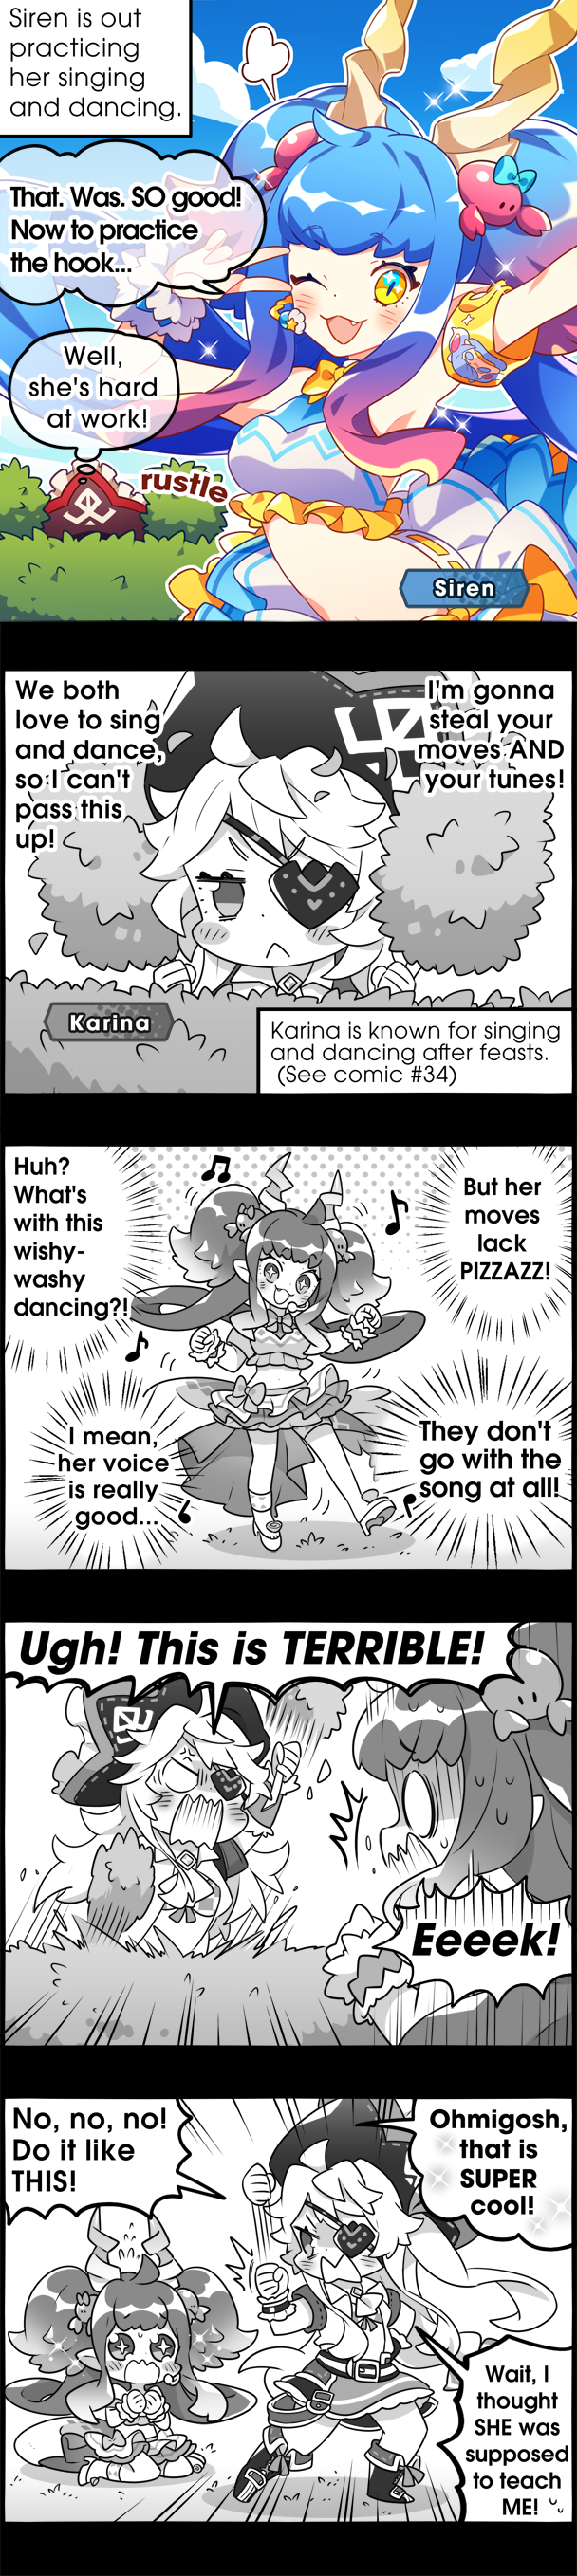 Siren is out
practicing
her singing
and dancing.
That. Was. SO good!
Now to practice
the hook...
Well,
she's hard
at work!
rustle
Siren
We both
love to sing
and dance,
so I can't
pass this
up!
I'm gonna
steal your
moves AND
your tunes!
Karina
Karina is known for singing
and dancing after feasts.
(See comic #34)
Huh?
What's
with this
wishy-
washy
dancing?!
But her
moves
lack
PIZZAZZ!
I mean,
her voice
is really
good...
They don't
go with the
song at all!
Ugh! This is TERRIBLE!
Eeeek!
No, no, no!
Do it like
THIS!
Ohmigosh,
that is
SUPER
cool!
Wait, I
thought
SHE was
supposed
to teach
ME!